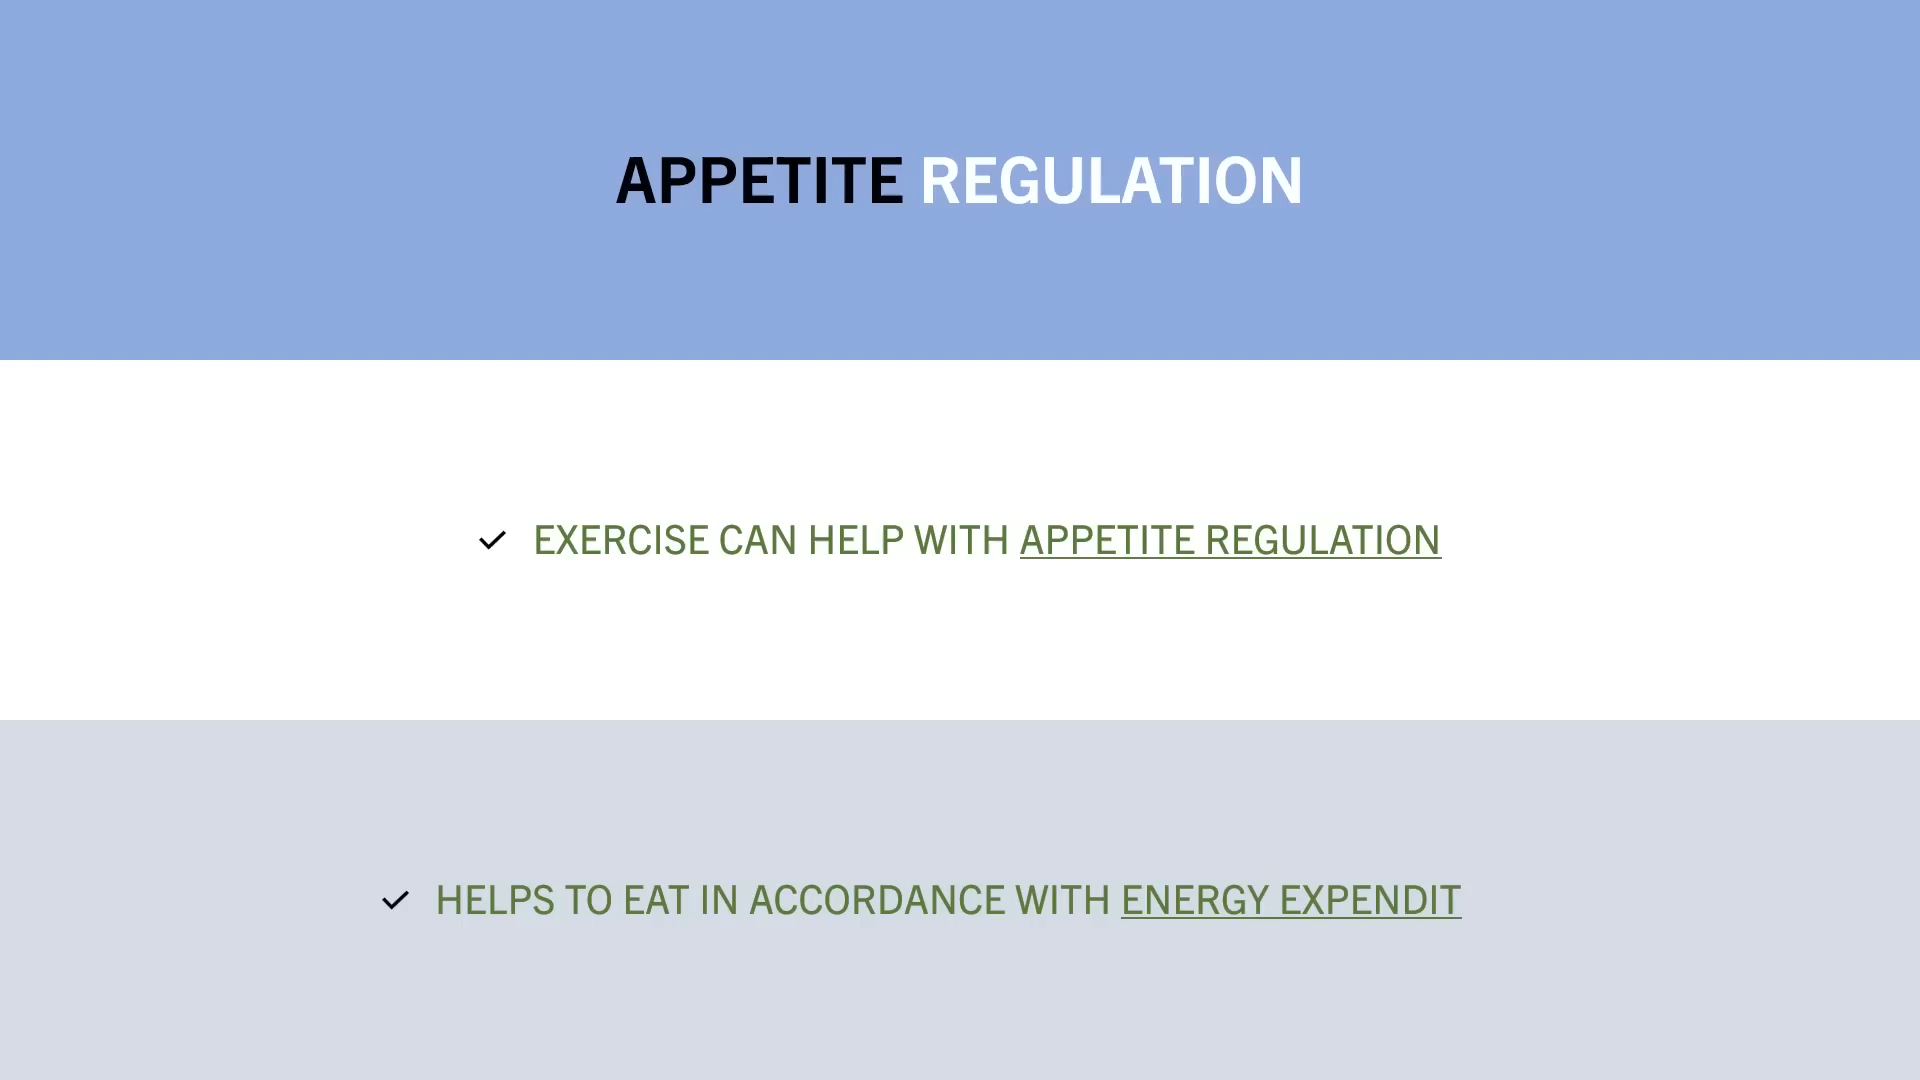 APPETITE REGULATION
✓ EXERCISE CAN HELP WITH APPETITE REGULATION
✓ HELPS TO EAT IN ACCORDANCE WITH ENERGY EXPENDIT